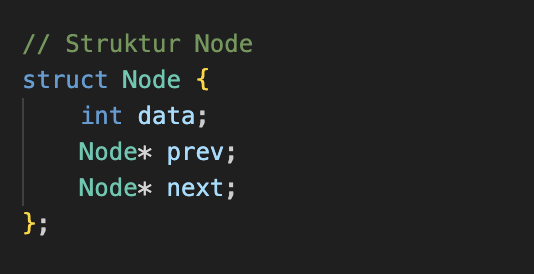 // Struktur Node
struct Node {
    int data;
    Node* prev;
    Node* next;
};